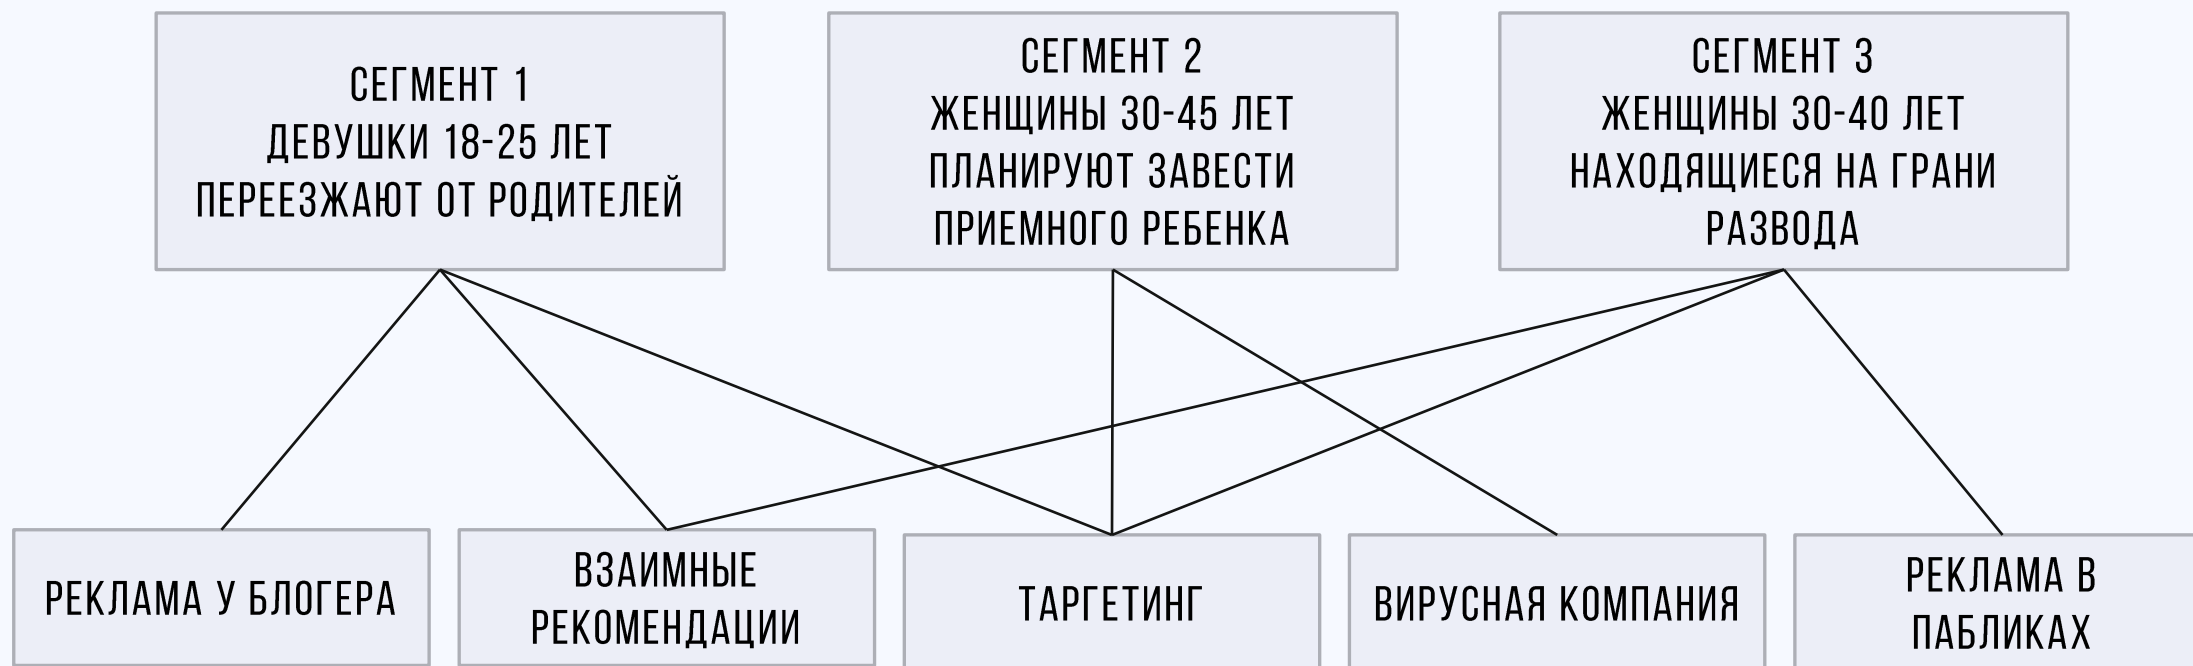 СЕГМЕНТ 1
ДЕВУШКИ 18-25 ЛЕТ
ПЕРЕЕЗЖАЮТ ОТ РОДИТЕЛЕЙ
СЕГМЕНТ 2
ЖЕНЩИНЫ 30-45 ЛЕТ
ПЛАНИРУЮТ ЗАВЕСТИ
ПРИЕМНОГО РЕБЕНКА
СЕГМЕНТ 3
ЖЕНЩИНЫ 30-40 ЛЕТ
НАХОДЯЩИЕСЯ НА ГРАНИ
РАЗВОДА
РЕКЛАМА У БЛОГЕРА
ВЗАИМНЫЕ
РЕКОМЕНДАЦИИ
ТАРГЕТИНГ
ВИРУСНАЯ КОМПАНИЯ
РЕКЛАМА В
ПАБЛИКАХ